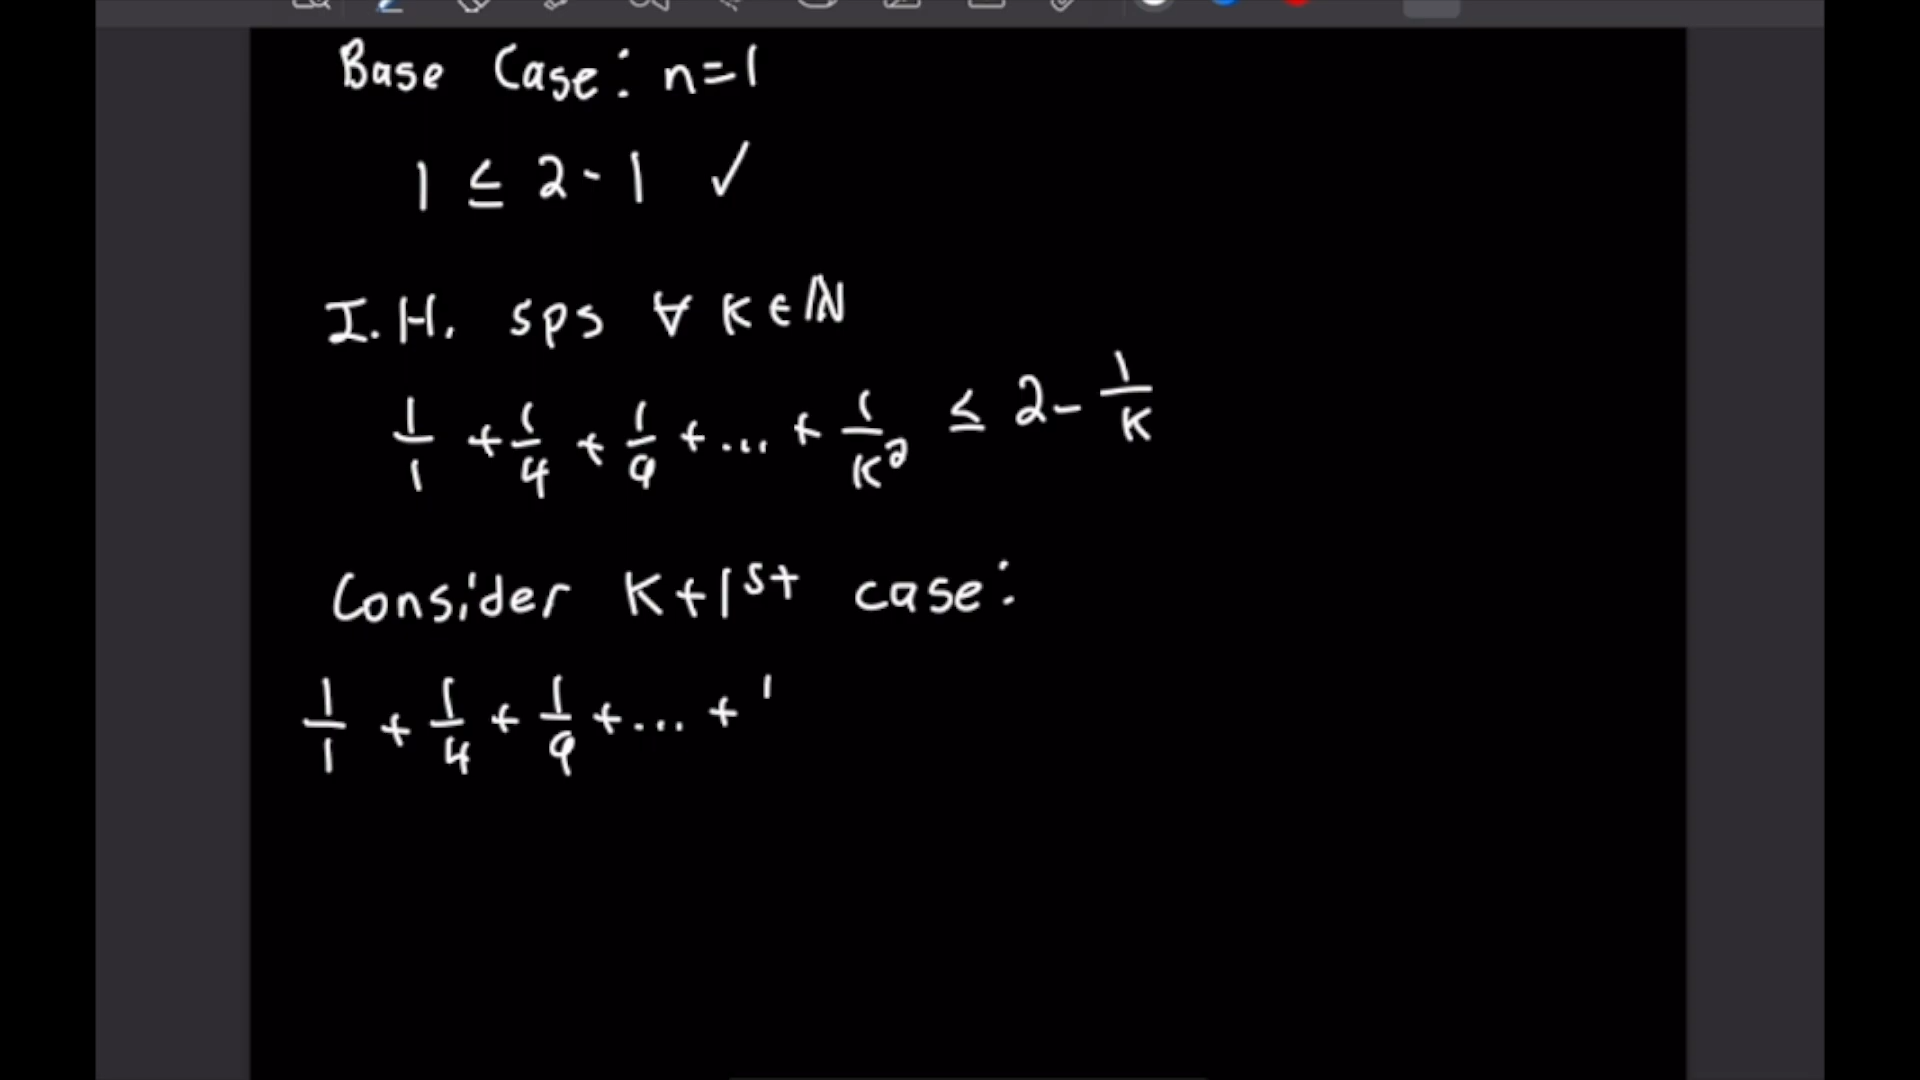 Base Case: n=1
1 ≤ 2-1 ✓
I.H. sps ∀ K∈ℕ
1/1 + 1/4 + 1/9 + ... + 1/K² ≤ 2 - 1/K
Consider K+1st case:
1/1 + 1/4 + 1/9 + ... + 1